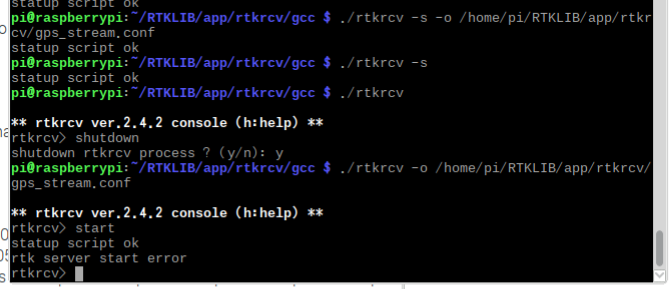 statup script ok
pi@raspberrypi:~/RTKLIB/app/rtkrcv/gcc $ ./rtkrcv -s -o /home/pi/RTKLIB/app/rtkr
cv/gps_stream.conf
statup script ok
pi@raspberrypi:~/RTKLIB/app/rtkrcv/gcc $ ./rtkrcv -s
statup script ok
pi@raspberrypi:~/RTKLIB/app/rtkrcv/gcc $ ./rtkrcv
** rtkrcv ver.2.4.2 console (h:help) **
rtkrcv> shutdown
shutdown rtkrcv process ? (y/n): y
pi@raspberrypi:~/RTKLIB/app/rtkrcv/gcc $ ./rtkrcv -o /home/pi/RTKLIB/app/rtkrcv/
gps_stream.conf
** rtkrcv ver.2.4.2 console (h:help) **
rtkrcv> start
statup script ok
rtk server start error
rtkrcv>